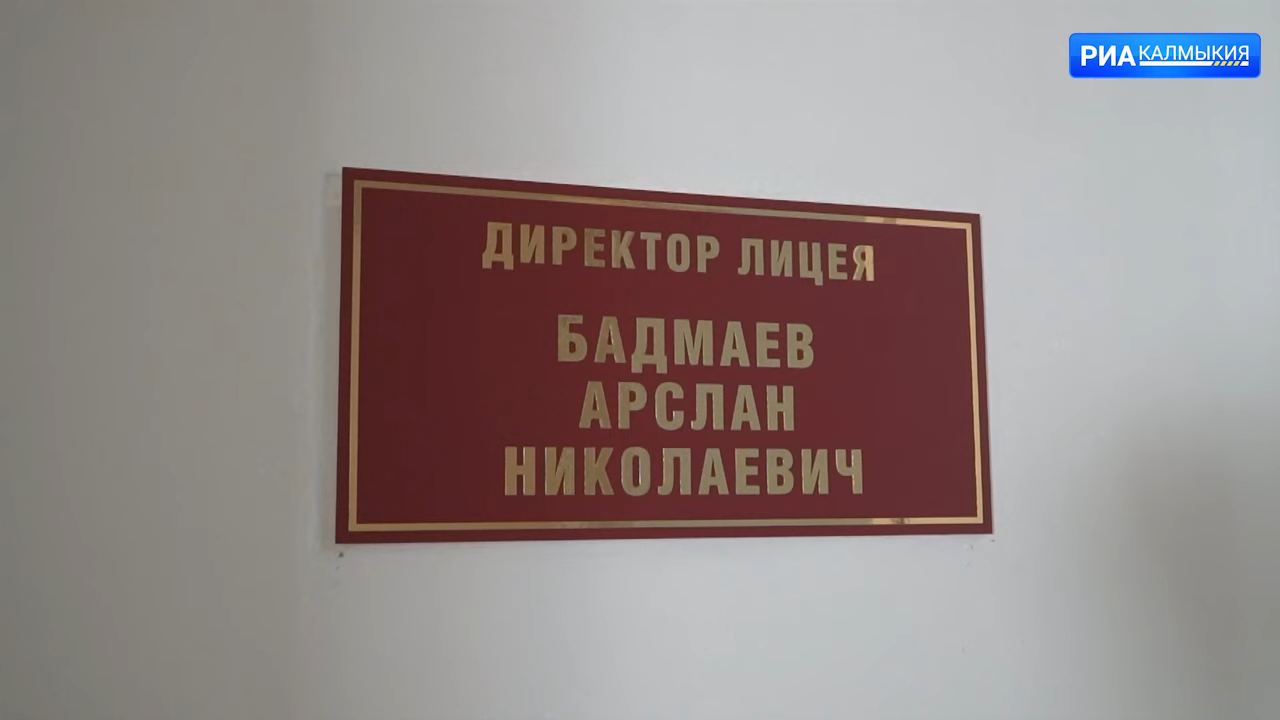 РИА КАЛМЫКИЯ
ДИРЕКТОР ЛИЦЕЯ
БАДМАЕВ
АРСЛАН
НИКОЛАЕВИЧ